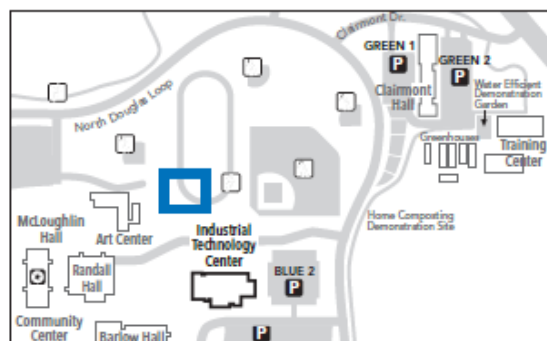 Clairmont Dr.
GREEN 1
P
GREEN 2
P
Clairmont
Hall
Water Efficient
Demonstration
Garden
North Douglas Loop
Greenhouses
Training
Center
McLoughlin
Hall
Art Center
Industrial
Technology
Center
Home Composting
Demonstration Site
Randall
Hall
BLUE 2
P
Community
Center
Barlow Hall
P